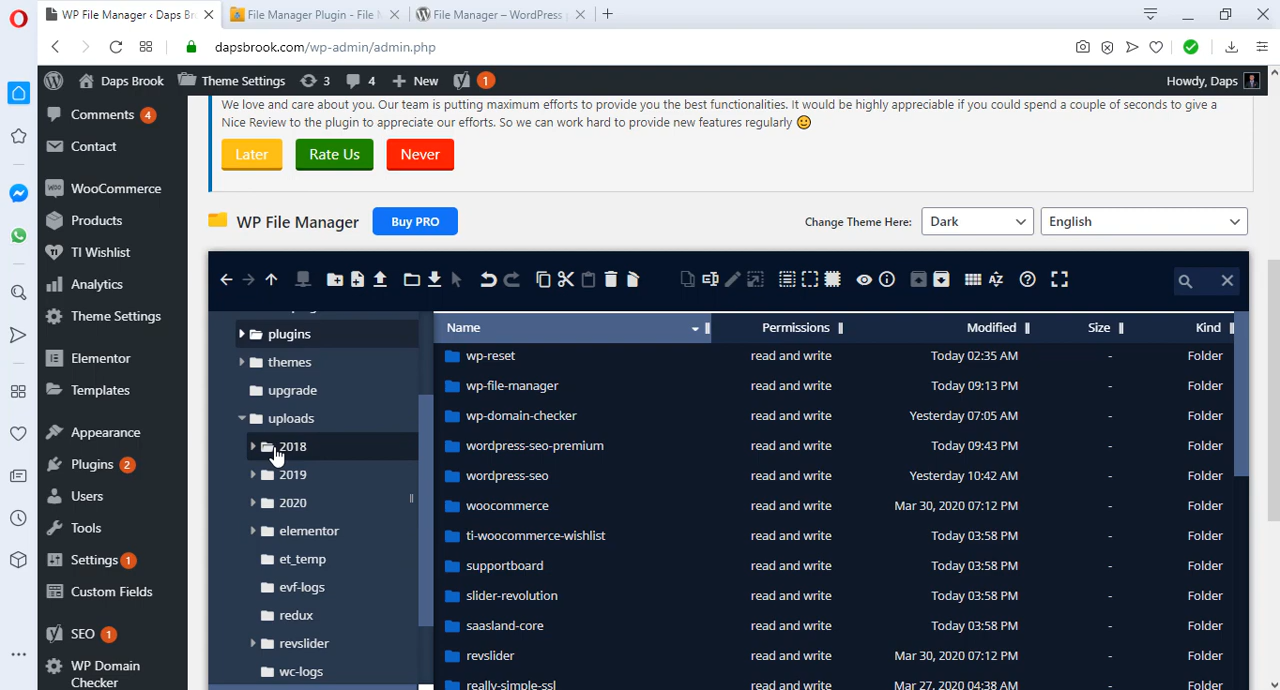 WP File Manager ‹ Daps Br
File Manager Plugin - File M
File Manager – WordPress
dapsbrook.com/wp-admin/admin.php
Daps Brook
Theme Settings
3
4
New
1
Howdy, Daps
Comments 4
Contact
WooCommerce
Products
TI Wishlist
Analytics
Theme Settings
Elementor
Templates
Appearance
Plugins 2
Users
Tools
Settings 1
Custom Fields
SEO 1
WP Domain
Checker
We love and care about you. Our team is putting maximum efforts to provide you the best functionalities. It would be highly appreciable if you could spend a couple of seconds to give a
Nice Review to the plugin to appreciate our efforts. So we can work hard to provide new features regularly 🙂
Later Rate Us Never
WP File Manager Buy PRO Change Theme Here: Dark English
plugins
themes
upgrade
uploads
2018
2019
2020
elementor
et_temp
evf-logs
redux
revslider
wc-logs
Name Permissions Modified Size Kind
wp-reset read and write Today 02:35 AM - Folder
wp-file-manager read and write Today 09:13 PM - Folder
wp-domain-checker read and write Yesterday 07:05 AM - Folder
wordpress-seo-premium read and write Today 09:43 PM - Folder
wordpress-seo read and write Yesterday 10:42 AM - Folder
woocommerce read and write Mar 30, 2020 07:12 PM - Folder
ti-woocommerce-wishlist read and write Today 03:58 PM - Folder
supportboard read and write Today 03:58 PM - Folder
slider-revolution read and write Today 03:58 PM - Folder
saasland-core read and write Today 03:58 PM - Folder
revslider read and write Mar 30, 2020 07:12 PM - Folder
really-simple-ssl read and write Mar 27, 2020 04:38 AM - Folder